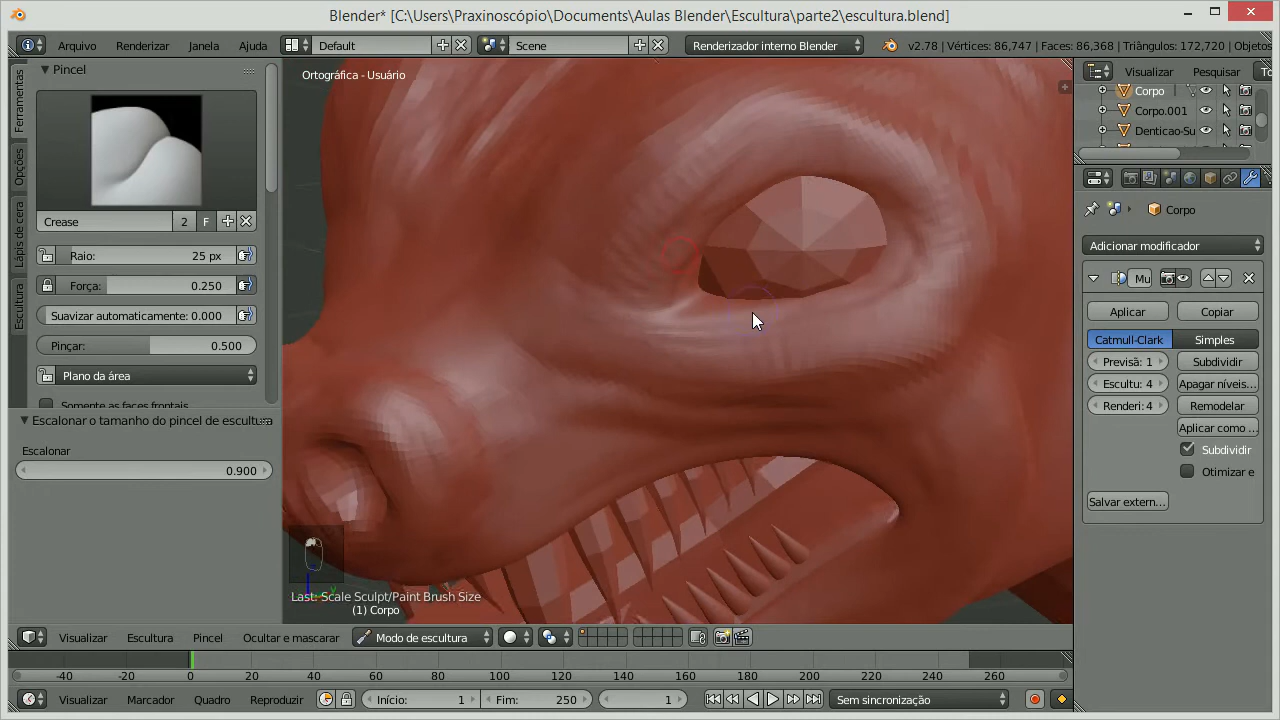 Blender* [C:\Users\Praxinoscópio\Documents\Aulas Blender\Escultura\parte2\escultura.blend]
Arquivo Renderizar Janela Ajuda Default Scene Renderizador interno Blender v2.78 | Vértices: 86,747 | Faces: 86,368 | Triângulos: 172,720 | Objetos
Ferramentas
Opções
Lápis de cera
Escultura
Pincel
Crease 2 F
Raio: 25 px
Força: 0.250
Suavizar automaticamente: 0.000
Pinçar: 0.500
Plano da área
Somente as faces frontais
Escalonar o tamanho do pincel de escultura
Escalonar
0.900
Ortográfica - Usuário
Last: Scale Sculpt/Paint Brush Size
(1) Corpo
Visualizar Pesquisar To
Corpo
Corpo.001
Denticao-Su
Corpo
Adicionar modificador
Mu
Aplicar Copiar
Catmull-Clark Simples
Previsã: 1 Subdividir
Escultu: 4 Apagar níveis...
Renderi: 4 Remodelar
Aplicar como ...
Subdividir
Otimizar e
Salvar extern...
Visualizar Escultura Pincel Ocultar e mascarar Modo de escultura
-40 -20 0 20 40 60 80 100 120 140 160 180 200 220 240 260
Visualizar Marcador Quadro Reproduzir Início: 1 Fim: 250 1 Sem sincronização